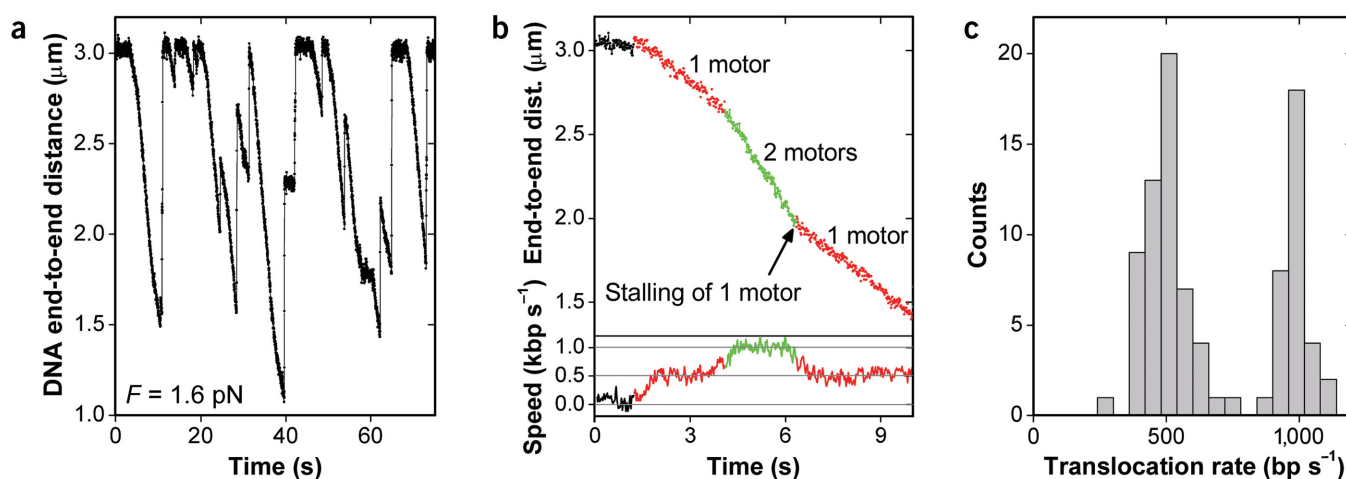 a
DNA end-to-end distance (μm)
3.0
2.5
2.0
1.5
1.0
F = 1.6 pN
0
20
40
60
Time (s)
b
End-to-end dist. (μm)
3.0
2.5
2.0
1.5
1 motor
2 motors
1 motor
Stalling of 1 motor
Speed (kbp s⁻¹)
1.0
0.5
0.0
0
3
6
9
Time (s)
c
Counts
20
15
10
5
0
0
500
1,000
Translocation rate (bp s⁻¹)